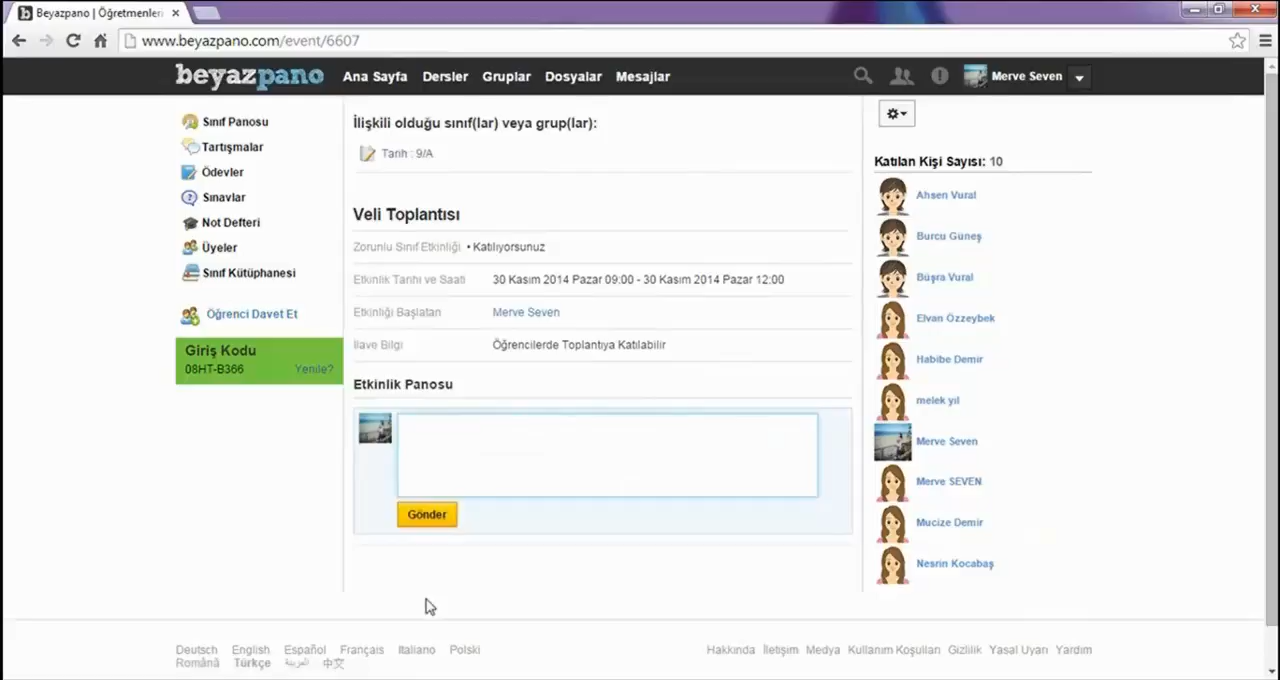 Beyazpano | Öğretmenleri
www.beyazpano.com/event/6607
beyazpano Ana Sayfa Dersler Gruplar Dosyalar Mesajlar Merve Seven
Sınıf Panosu
Tartışmalar
Ödevler
Sınavlar
Not Defteri
Üyeler
Sınıf Kütüphanesi
Öğrenci Davet Et
Giriş Kodu
08HT-B366 Yenile?
İlişkili olduğu sınıf(lar) veya grup(lar):
Tarih : 9/A
Veli Toplantısı
Zorunlu Sınıf Etkinliği • Katılıyorsunuz
Etkinlik Tarihi ve Saati 30 Kasım 2014 Pazar 09:00 - 30 Kasım 2014 Pazar 12:00
Etkinliği Başlatan Merve Seven
İlave Bilgi Öğrencilerde Toplantıya Katılabilir
Etkinlik Panosu
Gönder
Katılan Kişi Sayısı: 10
Ahsen Vural
Burcu Güneş
Büşra Vural
Elvan Özzeybek
Habibe Demir
melek yıl
Merve Seven
Merve SEVEN
Mucize Demir
Nesrin Kocabaş
Deutsch English Español Français Italiano Polski
Română Türkçe العربية 中文
Hakkında İletişim Medya Kullanım Koşulları Gizlilik Yasal Uyarı Yardım